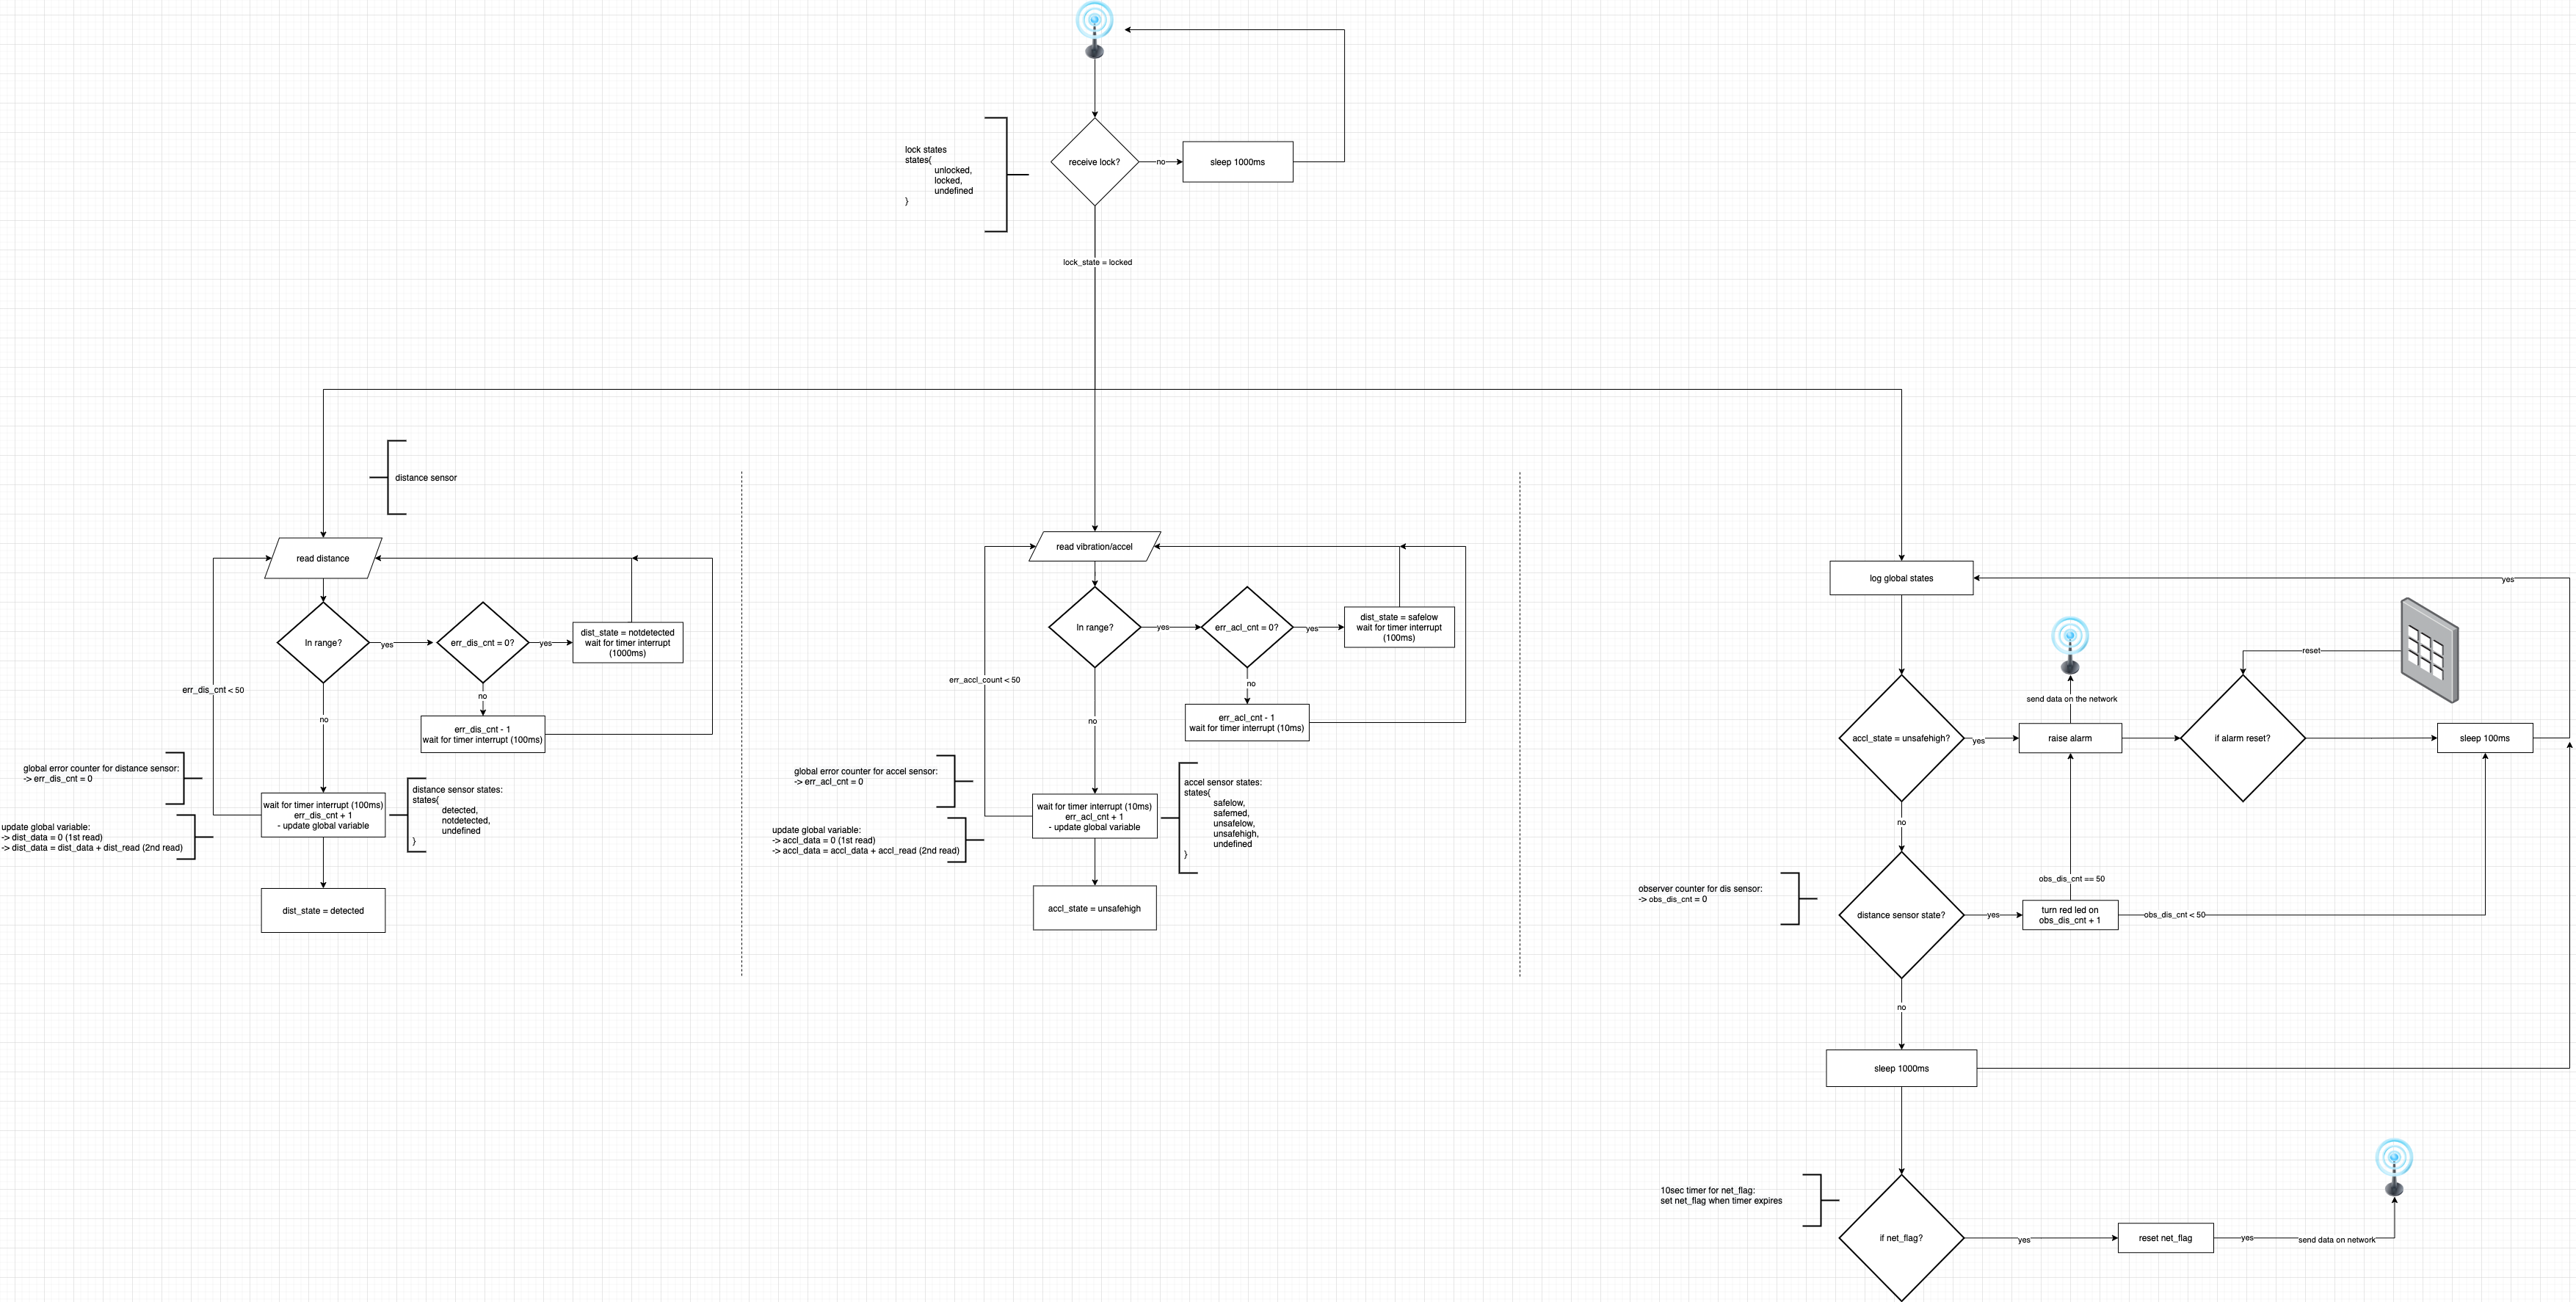 lock states
states{
unlocked,
locked,
undefined
}
receive lock?
no
sleep 1000ms
lock_state = locked
distance sensor
read distance
In range?
yes
err_dis_cnt = 0?
yes
dist_state = notdetected
wait for timer interrupt
(1000ms)
err_dis_cnt < 50
no
no
err_dis_cnt - 1
wait for timer interrupt (100ms)
global error counter for distance sensor:
-> err_dis_cnt = 0
update global variable:
-> dist_data = 0 (1st read)
-> dist_data = dist_data + dist_read (2nd read)
wait for timer interrupt (100ms)
err_dis_cnt + 1
- update global variable
distance sensor states:
states{
detected,
notdetected,
undefined
}
dist_state = detected
read vibration/accel
In range?
yes
err_acl_cnt = 0?
yes
dist_state = safelow
wait for timer interrupt
(100ms)
err_accl_count < 50
no
no
err_acl_cnt - 1
wait for timer interrupt (10ms)
global error counter for accel sensor:
-> err_acl_cnt = 0
update global variable:
-> accl_data = 0 (1st read)
-> accl_data = accl_data + accl_read (2nd read)
wait for timer interrupt (10ms)
err_acl_cnt + 1
- update global variable
accel sensor states:
states{
safelow,
safemed,
unsafelow,
unsafehigh,
undefined
}
accl_state = unsafehigh
log global states
yes
reset
send data on the network
accl_state = unsafehigh?
yes
raise alarm
if alarm reset?
sleep 100ms
no
observer counter for dis sensor:
-> obs_dis_cnt = 0
distance sensor state?
yes
obs_dis_cnt == 50
turn red led on
obs_dis_cnt + 1
obs_dis_cnt < 50
no
sleep 1000ms
10sec timer for net_flag:
set net_flag when timer expires
if net_flag?
yes
reset net_flag
yes
send data on network